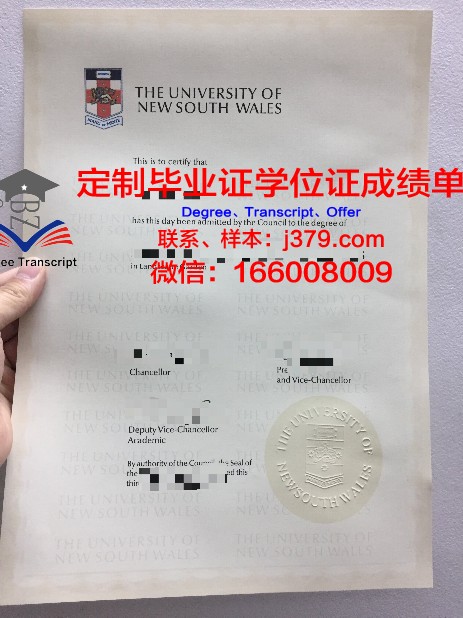 THE UNIVERSITY OF
NEW SOUTH WALES
This is to certify that
定制毕业证学位证成绩单
has this day been admitted by the Council to the degree of
Degree、Transcript、Offer
联系、样本：j379.com
BZ
ee Transcript
微信：166008009
Chancellor
and Vice-Chancellor
Deputy Vice-Chancellor
Academic
By authority of the Council, the Seal of
the
this
THE UNIVERSITY OF
NEW SOUTH WALES